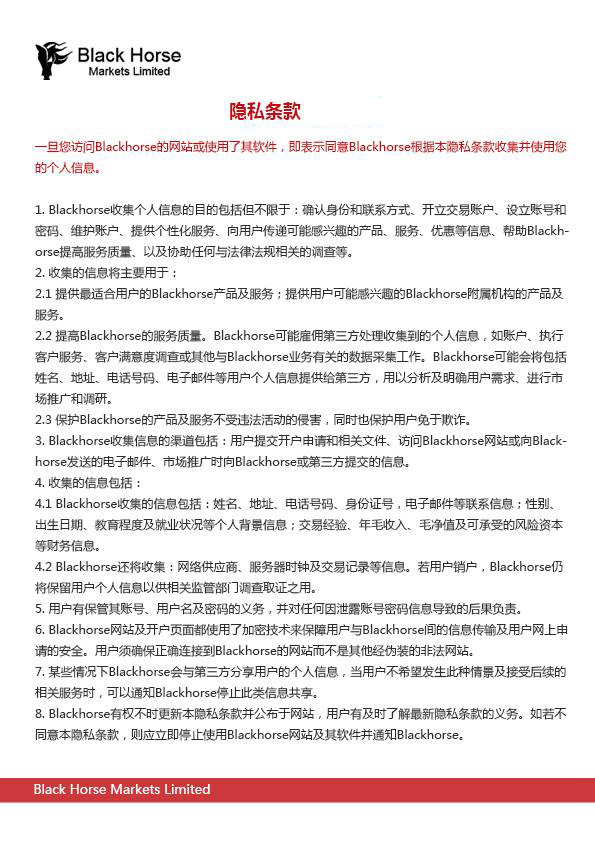 Black Horse
Markets Limited
隐私条款
一旦您访问Blackhorse的网站或使用了其软件，即表示同意Blackhorse根据本隐私条款收集并使用您
的个人信息。
1. Blackhorse收集个人信息的目的包括但不限于：确认身份和联系方式、开立交易账户、设立账号和
密码、维护账户、提供个性化服务、向用户传递可能感兴趣的产品、服务、优惠等信息、帮助Blackh-
orse提高服务质量、以及协助任何与法律法规相关的调查等。
2. 收集的信息将主要用于：
2.1 提供最适合用户的Blackhorse产品及服务；提供用户可能感兴趣的Blackhorse附属机构的产品及
服务。
2.2 提高Blackhorse的服务质量。Blackhorse可能雇佣第三方处理收集到的个人信息，如账户、执行
客户服务、客户满意度调查或其他与Blackhorse业务有关的数据采集工作。Blackhorse可能会将包括
姓名、地址、电话号码、电子邮件等用户个人信息提供给第三方，用以分析及明确用户需求、进行市
场推广和调研。
2.3 保护Blackhorse的产品及服务不受违法活动的侵害，同时也保护用户免于欺诈。
3. Blackhorse收集信息的渠道包括：用户提交开户申请和相关文件、访问Blackhorse网站或向Black-
horse发送的电子邮件、市场推广时向Blackhorse或第三方提交的信息。
4. 收集的信息包括：
4.1 Blackhorse收集的信息包括：姓名、地址、电话号码、身份证号，电子邮件等联系信息；性别、
出生日期、教育程度及就业状况等个人背景信息；交易经验、年毛收入、毛净值及可承受的风险资本
等财务信息。
4.2 Blackhorse还将收集：网络供应商、服务器时钟及交易记录等信息。若用户销户，Blackhorse仍
将保留用户个人信息以供相关监管部门调查取证之用。
5. 用户有保管其账号、用户名及密码的义务，并对任何因泄露账号密码信息导致的后果负责。
6. Blackhorse网站及开户页面都使用了加密技术来保障用户与Blackhorse间的信息传输及用户网上申
请的安全。用户须确保正确连接到Blackhorse的网站而不是其他经伪装的非法网站。
7. 某些情况下Blackhorse会与第三方分享用户的个人信息，当用户不希望发生此种情景及接受后续的
相关服务时，可以通知Blackhorse停止此类信息共享。
8. Blackhorse有权不时更新本隐私条款并公布于网站，用户有及时了解最新隐私条款的义务。如若不
同意本隐私条款，则应立即停止使用Blackhorse网站及其软件并通知Blackhorse。
Black Horse Markets Limited